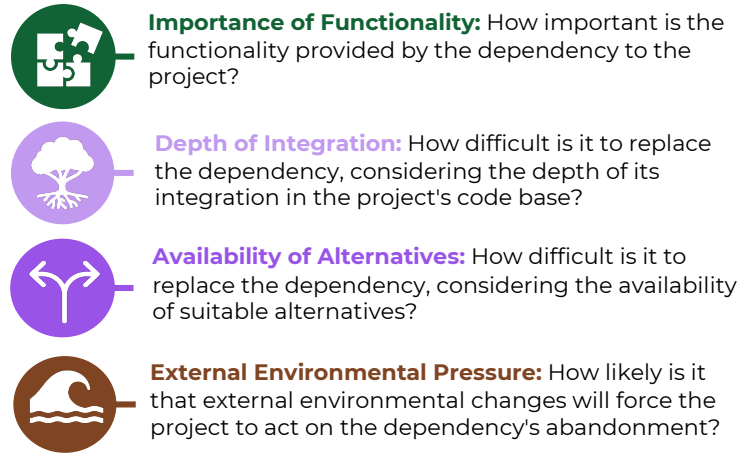 Importance of Functionality: How important is the
functionality provided by the dependency to the
project?
Depth of Integration: How difficult is it to replace
the dependency, considering the depth of its
integration in the project's code base?
Availability of Alternatives: How difficult is it to
replace the dependency, considering the availability
of suitable alternatives?
External Environmental Pressure: How likely is it
that external environmental changes will force the
project to act on the dependency's abandonment?